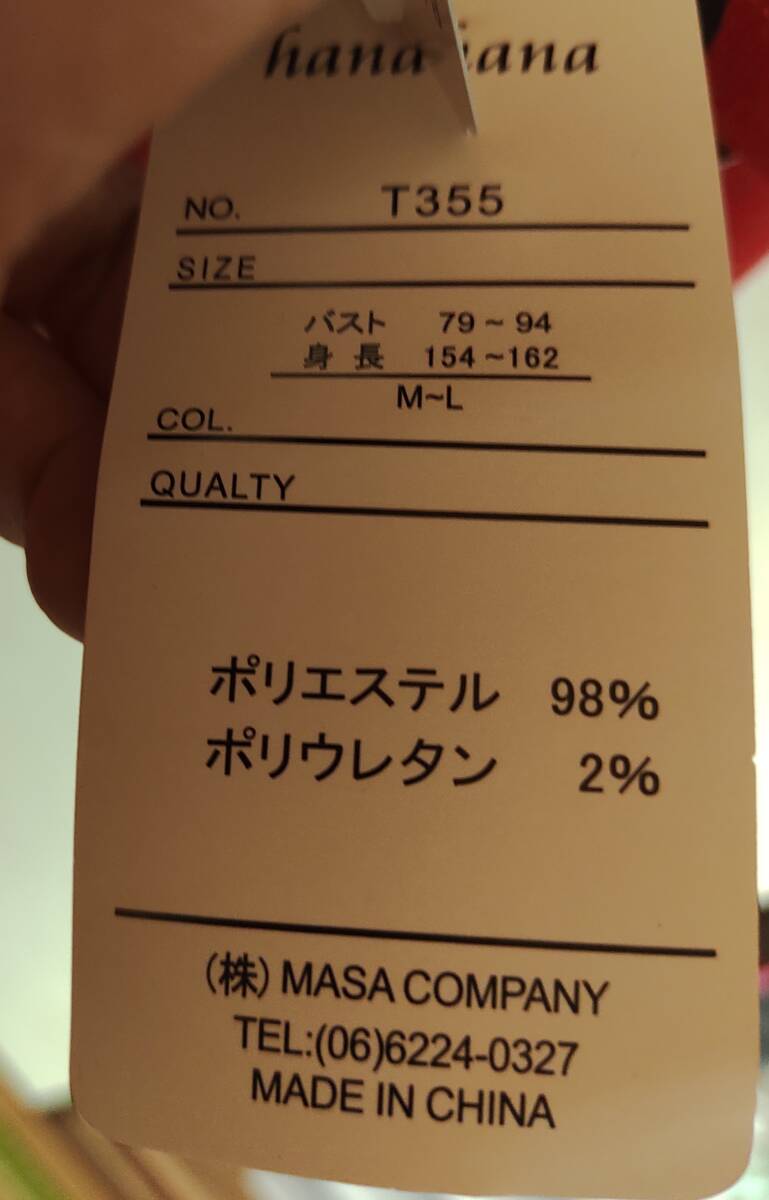 hana
NO. T355
SIZE
バスト 79~94
身長 154~162
M~L
COL.
QUALTY
ポリエステル 98%
ポリウレタン 2%
(株) MASA COMPANY
TEL:(06)6224-0327
MADE IN CHINA